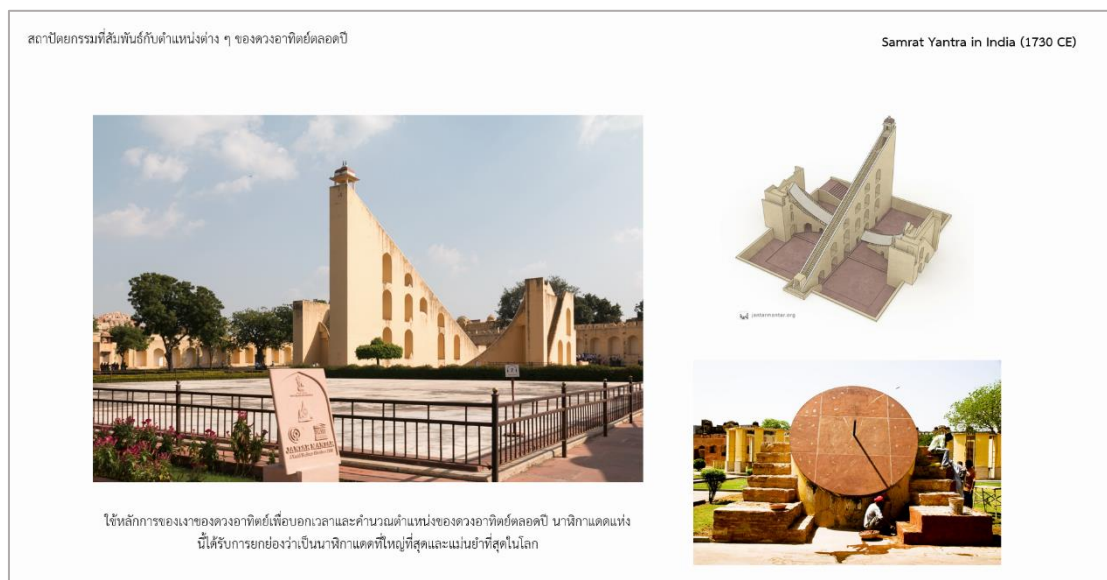 สถาปัตยกรรมที่สัมพันธ์กับตำแหน่งต่าง ๆ ของดวงอาทิตย์ตลอดปี
Samrat Yantra in India (1730 CE)
jantarmantar.org
JANTAR MANTAR
ใช้หลักการของเงาของดวงอาทิตย์เพื่อบอกเวลาและคำนวณตำแหน่งของดวงอาทิตย์ตลอดปี นาฬิกาแดดแห่ง
นี้ได้รับการยกย่องว่าเป็นนาฬิกาแดดที่ใหญ่ที่สุดและแม่นยำที่สุดในโลก